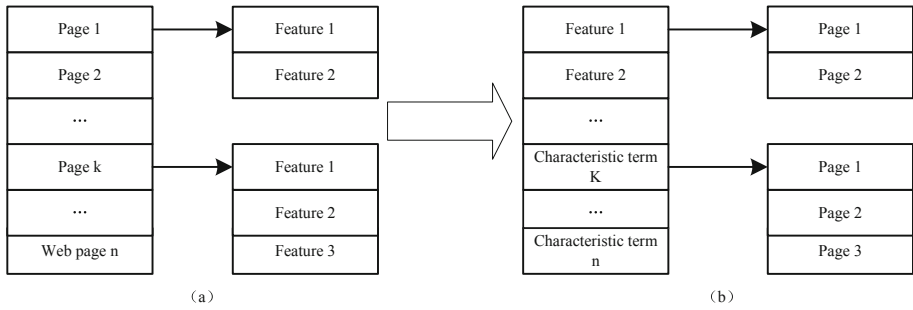 Page 1
Page 2
...
Page k
...
Web page n
Feature 1
Feature 2
Feature 1
Feature 2
Feature 3
（a）
Feature 1
Feature 2
...
Characteristic term
K
...
Characteristic term
n
Page 1
Page 2
Page 1
Page 2
Page 3
（b）